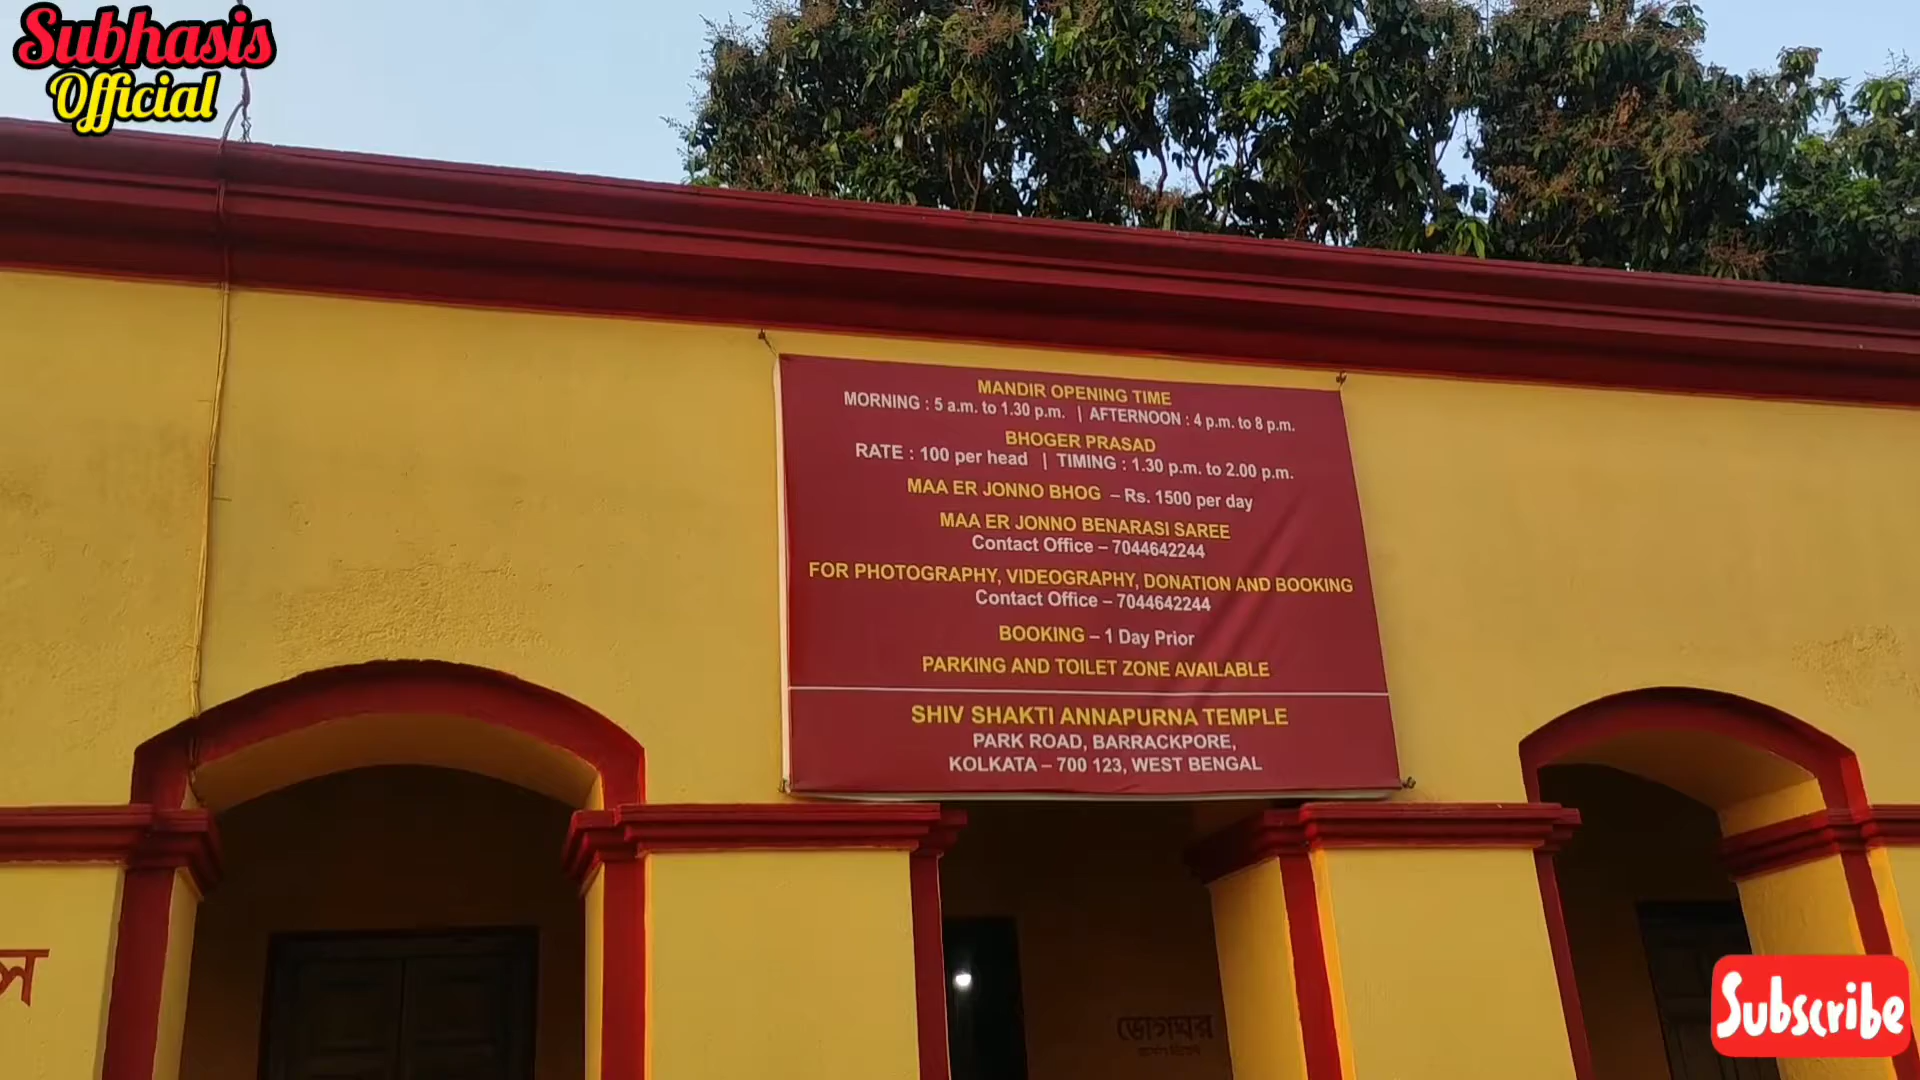 Subhasis
Official
MANDIR OPENING TIME
MORNING : 5 a.m. to 1.30 p.m. | AFTERNOON : 4 p.m. to 8 p.m.
BHOGER PRASAD
RATE : 100 per head | TIMING : 1.30 p.m. to 2.00 p.m.
MAA ER JONNO BHOG – Rs. 1500 per day
MAA ER JONNO BENARASI SAREE
Contact Office – 7044642244
FOR PHOTOGRAPHY, VIDEOGRAPHY, DONATION AND BOOKING
Contact Office – 7044642244
BOOKING – 1 Day Prior
PARKING AND TOILET ZONE AVAILABLE
SHIV SHAKTI ANNAPURNA TEMPLE
PARK ROAD, BARRACKPORE,
KOLKATA – 700 123, WEST BENGAL
ভোগঘর
Subscribe